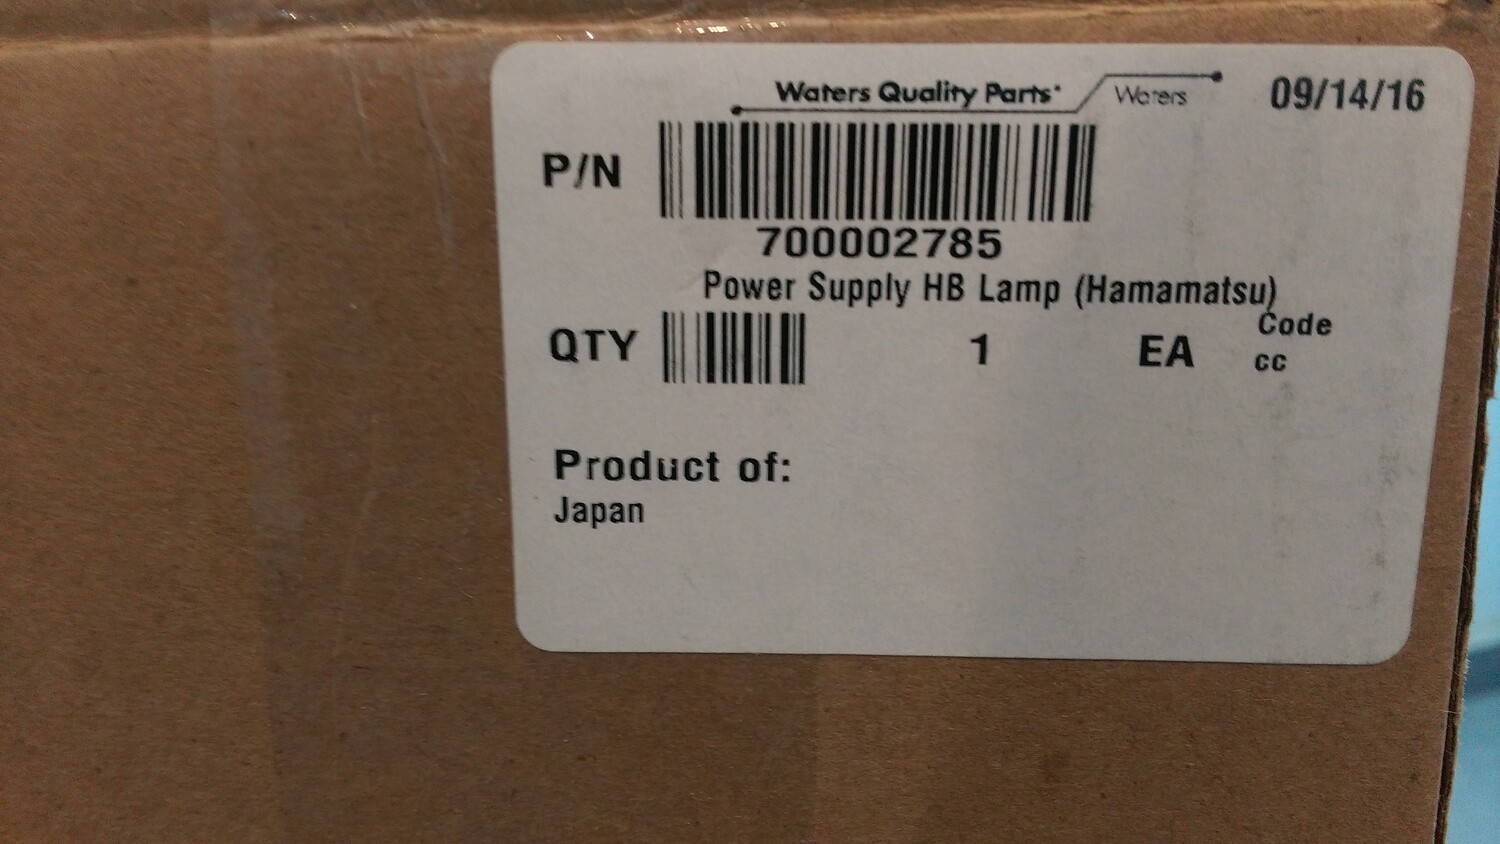 Waters Quality Parts Waters 09/14/16
P/N
700002785
Power Supply HB Lamp (Hamamatsu)
QTY 1 EA Code
cc
Product of:
Japan